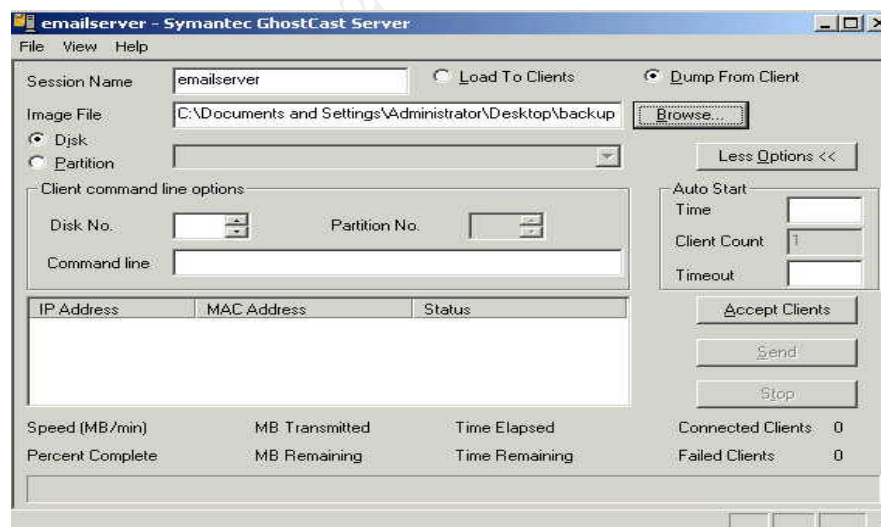 emailserver - Symantec GhostCast Server
File View Help
Session Name emailserver Load To Clients Dump From Client
Image File C:\Documents and Settings\Administrator\Desktop\backup Browse...
Disk
Partition Less Options <<
Client command line options Auto Start
Time
Disk No. Partition No.
Client Count 1
Command line
Timeout
IP Address MAC Address Status Accept Clients
Send
Stop
Speed (MB/min) MB Transmitted Time Elapsed Connected Clients 0
Percent Complete MB Remaining Time Remaining Failed Clients 0